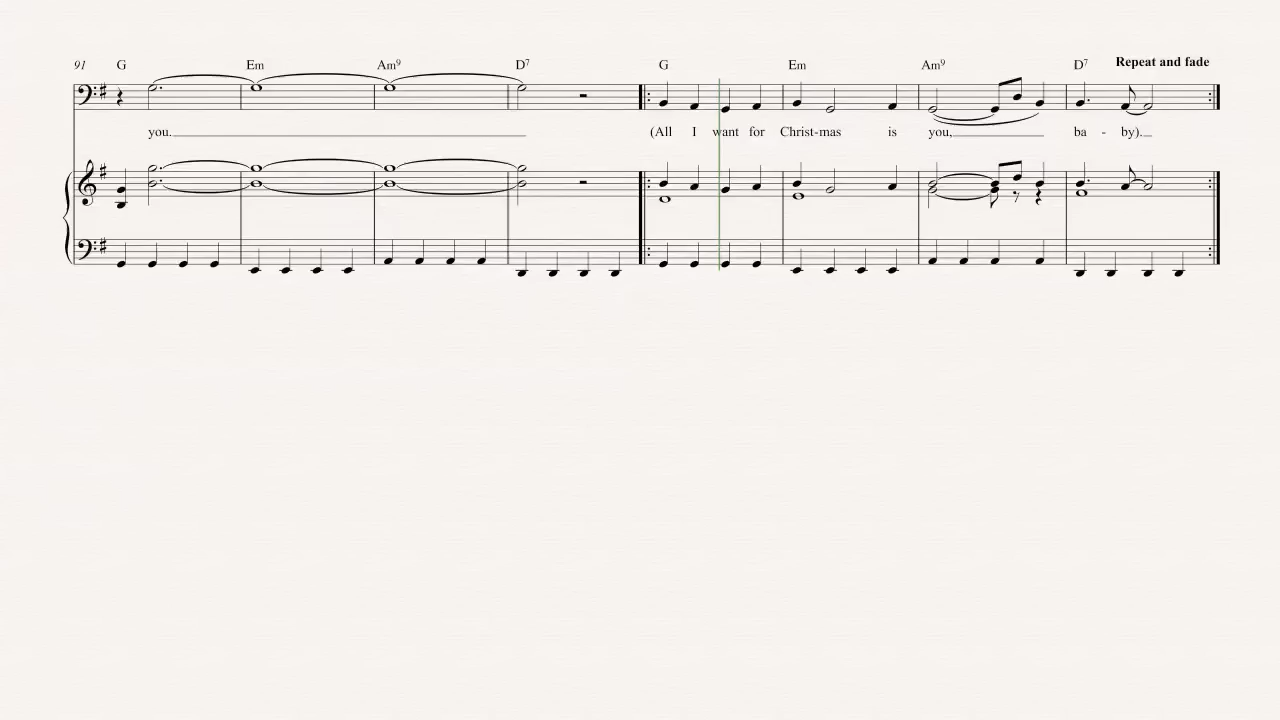 91 G Em Am9 D7 G Em Am9 D7 Repeat and fade
you. (All I want for Christ-mas is you, ba - by).